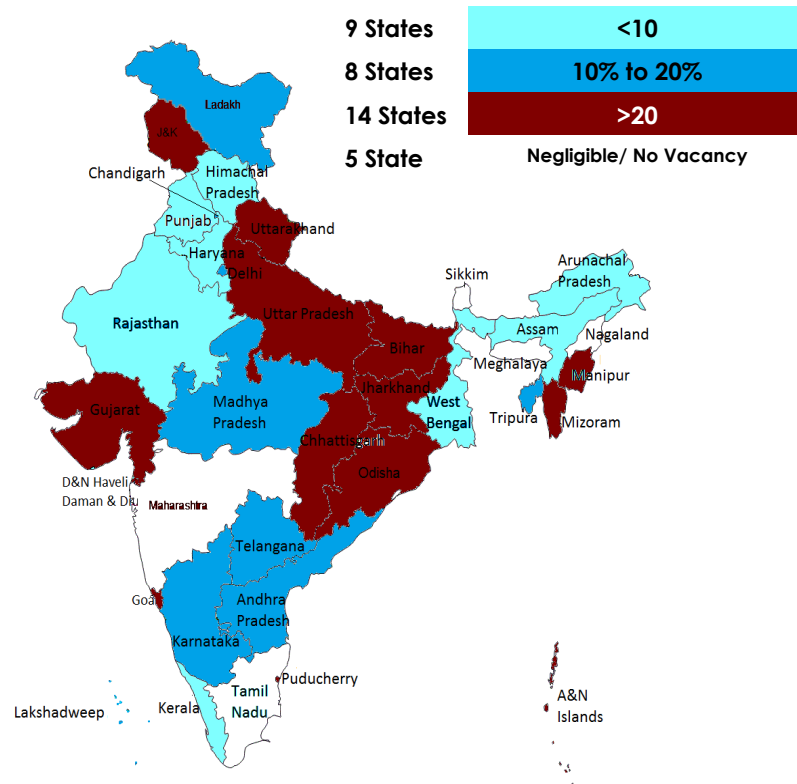 9 States
<10
8 States
10% to 20%
14 States
>20
5 State
Negligible/ No Vacancy
Ladakh
J&K
Chandigarh
Himachal
Pradesh
Punjab
Uttarakhand
Haryana
Delhi
Arunachal
Pradesh
Sikkim
Rajasthan
Uttar Pradesh
Assam
Nagaland
Bihar
Meghalaya
Manipur
Jharkhand
Gujarat
Madhya
Pradesh
West
Bengal
Tripura
Mizoram
Chhattisgarh
Odisha
D&N Haveli
Daman & Diu
Maharashtra
Telangana
Goa
Andhra
Pradesh
Karnataka
Puducherry
Tamil
Nadu
Kerala
Lakshadweep
A&N
Islands